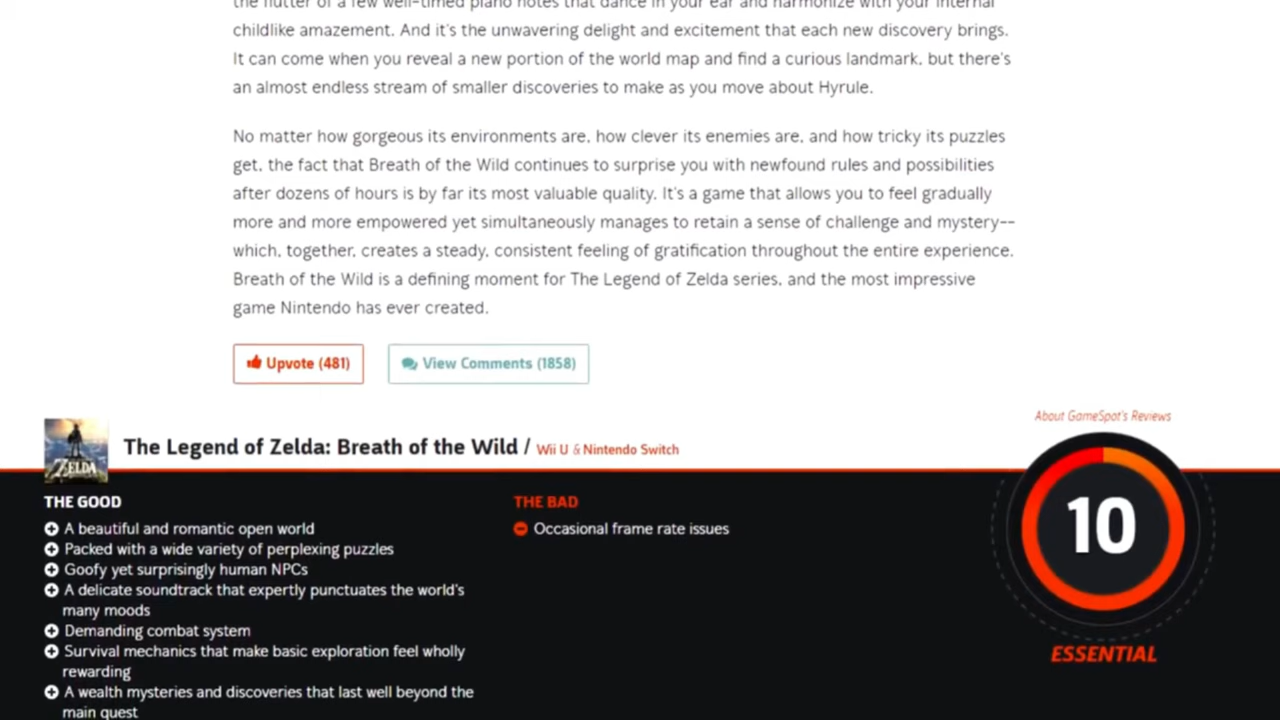 the flutter of a few well-timed piano notes that dance in your ear and harmonize with your internal
childlike amazement. And it's the unwavering delight and excitement that each new discovery brings.
It can come when you reveal a new portion of the world map and find a curious landmark, but there's
an almost endless stream of smaller discoveries to make as you move about Hyrule.
No matter how gorgeous its environments are, how clever its enemies are, and how tricky its puzzles
get, the fact that Breath of the Wild continues to surprise you with newfound rules and possibilities
after dozens of hours is by far its most valuable quality. It's a game that allows you to feel gradually
more and more empowered yet simultaneously manages to retain a sense of challenge and mystery--
which, together, creates a steady, consistent feeling of gratification throughout the entire experience.
Breath of the Wild is a defining moment for The Legend of Zelda series, and the most impressive
game Nintendo has ever created.
Upvote (481)
View Comments (1858)
About GameSpot's Reviews
ZELDA
The Legend of Zelda: Breath of the Wild / Wii U & Nintendo Switch
THE GOOD
A beautiful and romantic open world
Packed with a wide variety of perplexing puzzles
Goofy yet surprisingly human NPCs
A delicate soundtrack that expertly punctuates the world's
many moods
Demanding combat system
Survival mechanics that make basic exploration feel wholly
rewarding
A wealth mysteries and discoveries that last well beyond the
main quest
THE BAD
Occasional frame rate issues
10
ESSENTIAL